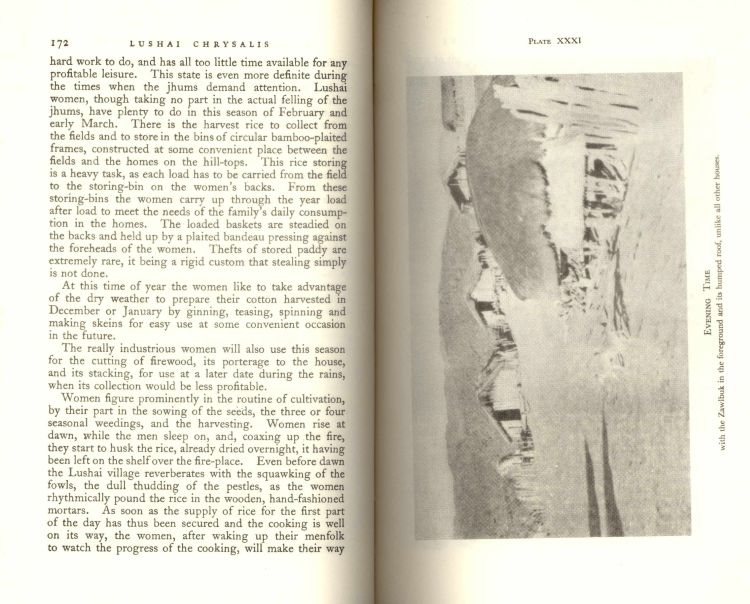 172 LUSHAI CHRYSALIS
hard work to do, and has all too little time available for any
profitable leisure. This state is even more definite during
the times when the jhums demand attention. Lushai
women, though taking no part in the actual felling of the
jhums, have plenty to do in this season of February and
early March. There is the harvest rice to collect from
the fields and to store in the bins of circular bamboo-plaited
frames, constructed at some convenient place between the
fields and the homes on the hill-tops. This rice storing
is a heavy task, as each load has to be carried from the field
to the storing-bin on the women's backs. From these
storing-bins the women carry up through the year load
after load to meet the needs of the family's daily consump-
tion in the homes. The loaded baskets are steadied on
the backs and held up by a plaited bandeau pressing against
the foreheads of the women. Thefts of stored paddy are
extremely rare, it being a rigid custom that stealing simply
is not done.
At this time of year the women like to take advantage
of the dry weather to prepare their cotton harvested in
December or January by ginning, teasing, spinning and
making skeins for easy use at some convenient occasion
in the future.
The really industrious women will also use this season
for the cutting of firewood, its porterage to the house,
and its stacking, for use at a later date during the rains,
when its collection would be less profitable.
Women figure prominently in the routine of cultivation,
by their part in the sowing of the seeds, the three or four
seasonal weedings, and the harvesting. Women rise at
dawn, while the men sleep on, and, coaxing up the fire,
they start to husk the rice, already dried overnight, it having
been left on the shelf over the fire-place. Even before dawn
the Lushai village reverberates with the squawking of the
fowls, the dull thudding of the pestles, as the women
rhythmically pound the rice in the wooden, hand-fashioned
mortars. As soon as the supply of rice for the first part
of the day has thus been secured and the cooking is well
on its way, the women, after waking up their menfolk
to watch the progress of the cooking, will make their way
PLATE XXXI
EVENING TIME
with the Zawlbuk in the foreground and its humped roof, unlike all other houses.